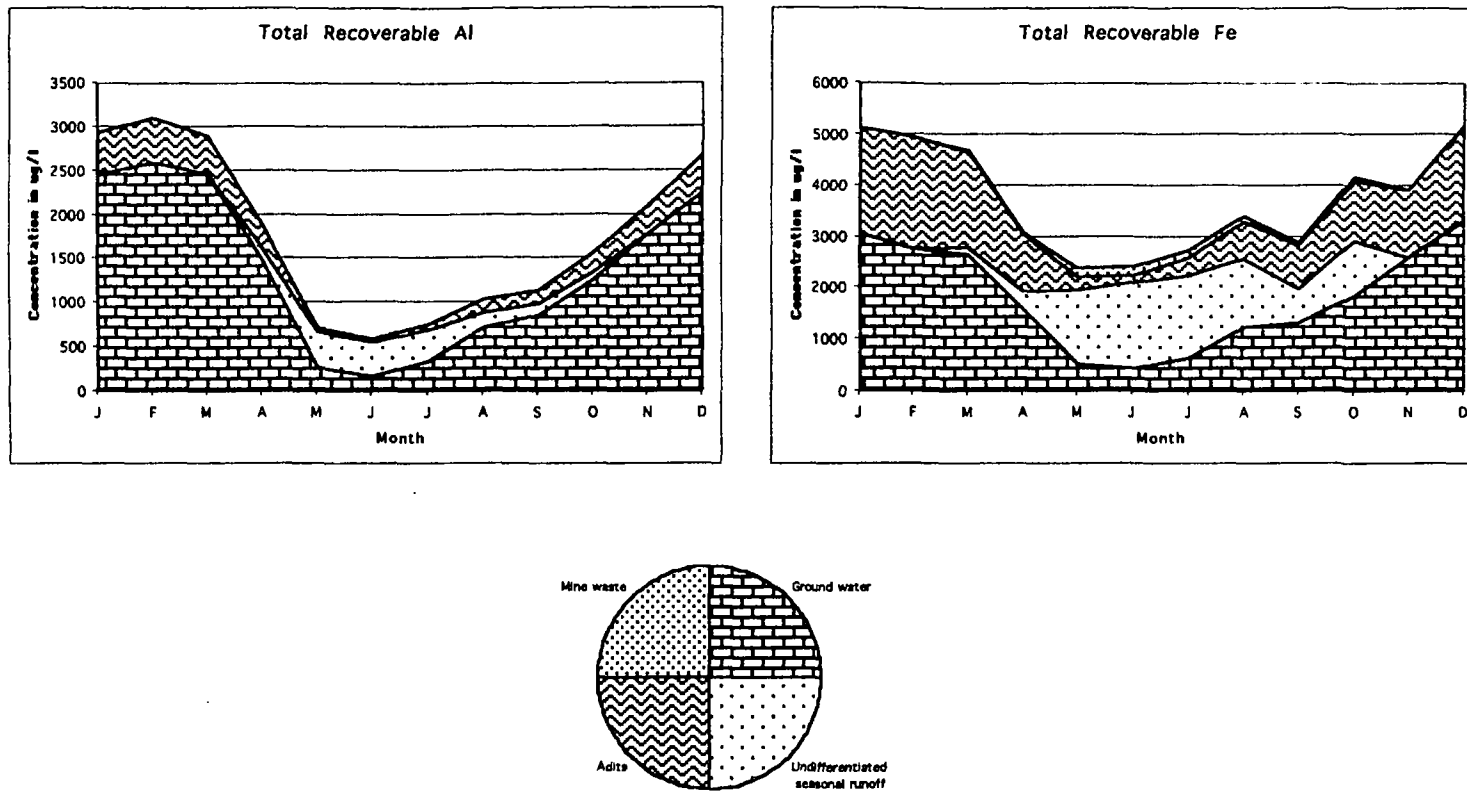 Total Recoverable Al
3500
3000
2500
2000
1500
1000
500
0
Concentration in ug/l
J F M A M J J A S O N D
Month
Total Recoverable Fe
6000
5000
4000
3000
2000
1000
0
Concentration in ug/l
J F M A M J J A S O N D
Month
Mine waste
Ground water
Adits
Undifferentiated
seasonal runoff